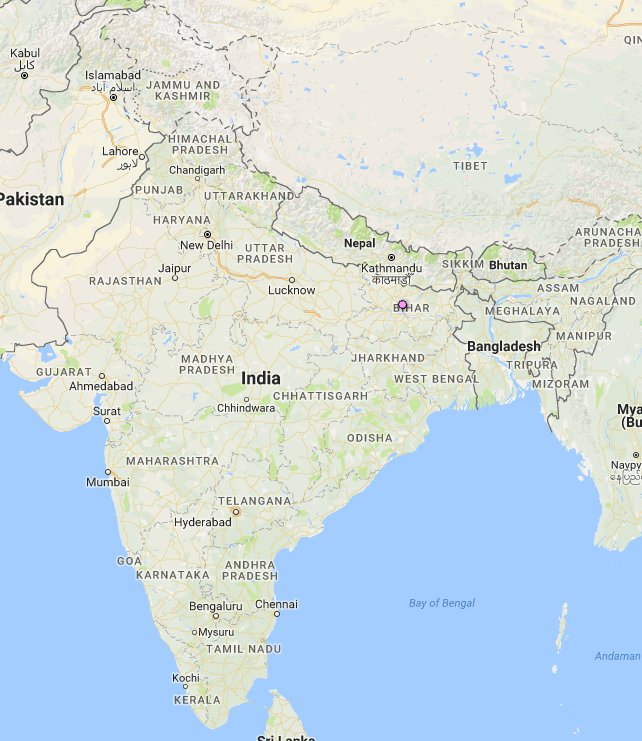 QIN
Kabul
کابل
Islamabad
اسلام آباد
JAMMU AND
KASHMIR
HIMACHAL
PRADESH
Lahore
لاہور
TIBET
Chandigarh
PUNJAB
UTTARAKHAND
Pakistan
HARYANA
New Delhi
Nepal
ARUNACHA
PRADESH
UTTAR
PRADESH
SIKKIM
Bhutan
Jaipur
Kathmandu
काठमाडौँ
RAJASTHAN
Lucknow
ASSAM
NAGALAND
BIHAR
MEGHALAYA
MANIPUR
Bangladesh
MADHYA
PRADESH
JHARKHAND
TRIPURA
GUJARAT
India
WEST BENGAL
MIZORAM
Ahmedabad
CHHATTISGARH
Surat
Chhindwara
Mya
(Bu
ODISHA
MAHARASHTRA
Naypy
Mumbai
TELANGANA
Hyderabad
GOA
ANDHRA
PRADESH
KARNATAKA
Bengaluru
Chennai
Bay of Bengal
Mysuru
TAMIL NADU
Andaman
Kochi
KERALA
Sri Lanka